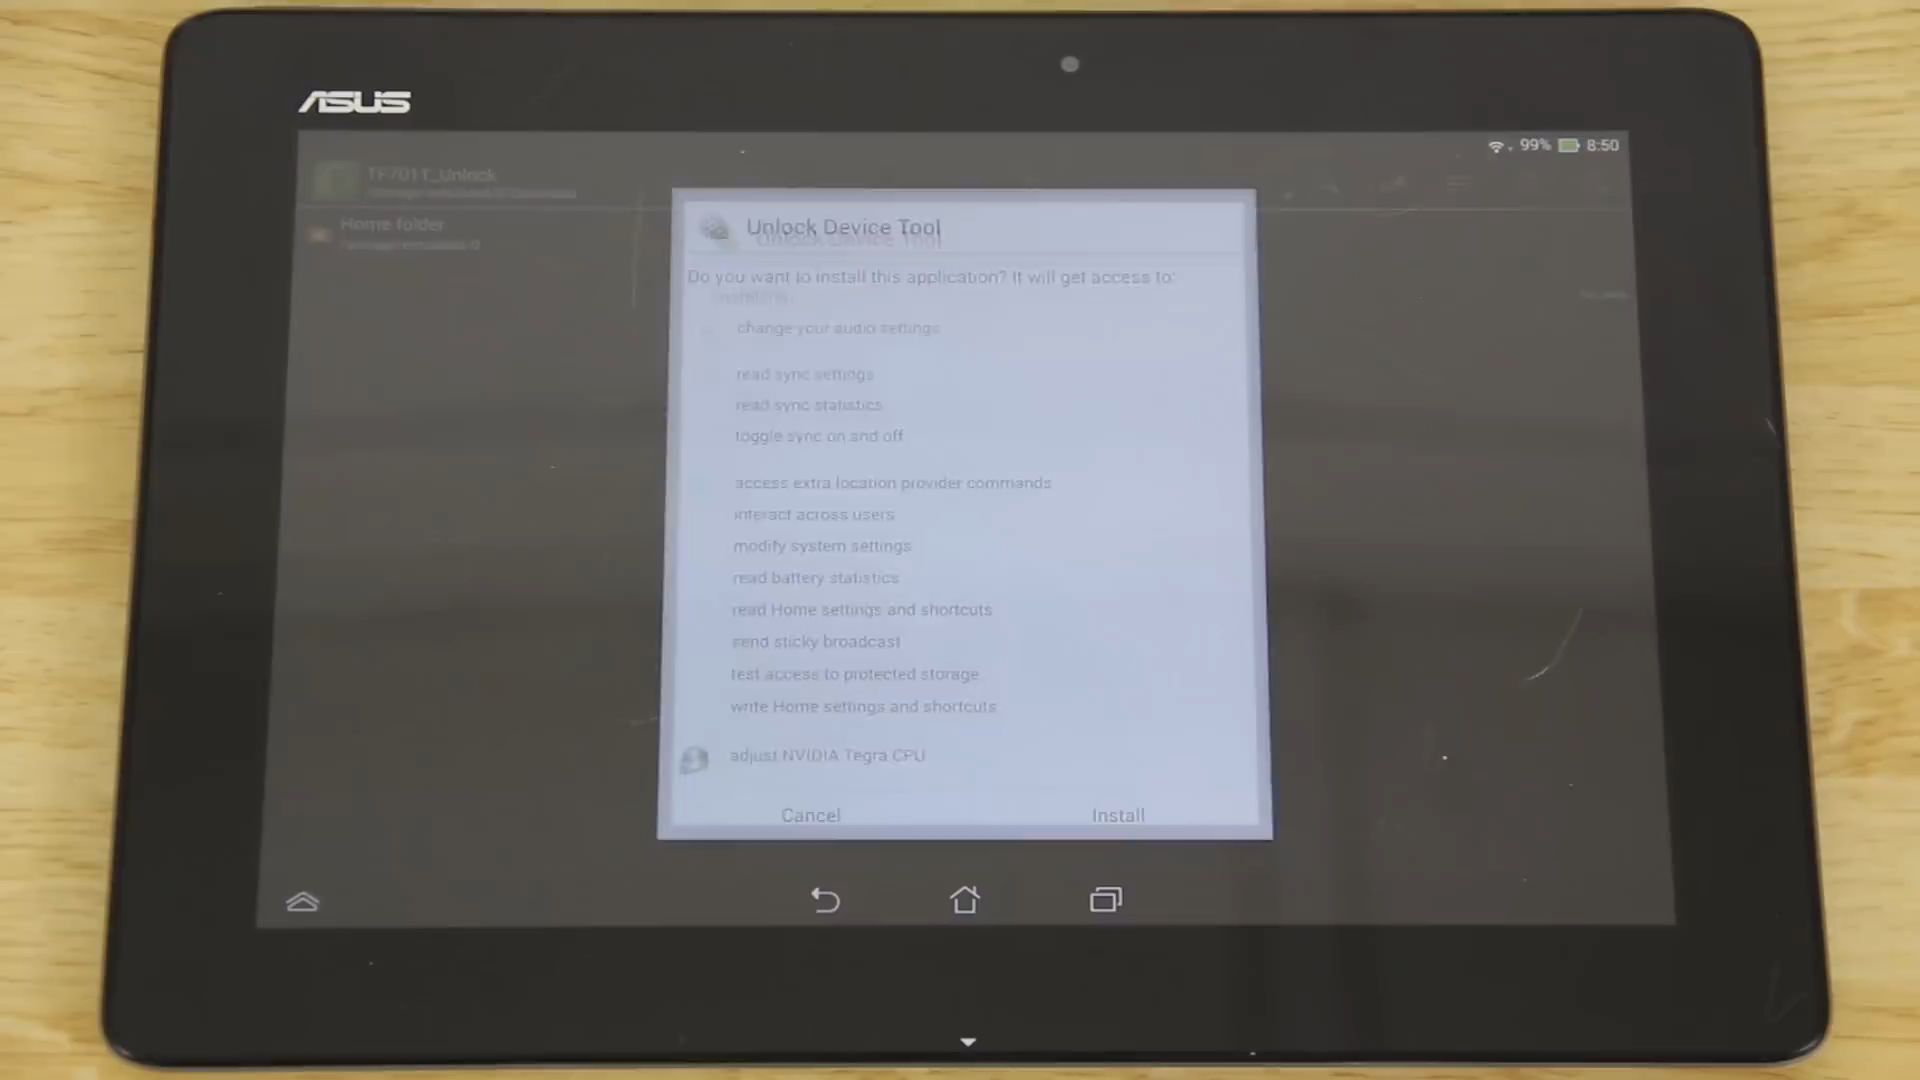 ASUS
99% 8:50
TF701T_Unlock
Home folder
Unlock Device Tool
Unlock Device Tool
Do you want to install this application? It will get access to:
change your audio settings
read sync settings
read sync statistics
toggle sync on and off
access extra location provider commands
interact across users
modify system settings
read battery statistics
read Home settings and shortcuts
send sticky broadcast
test access to protected storage
write Home settings and shortcuts
adjust NVIDIA Tegra CPU
Cancel Install